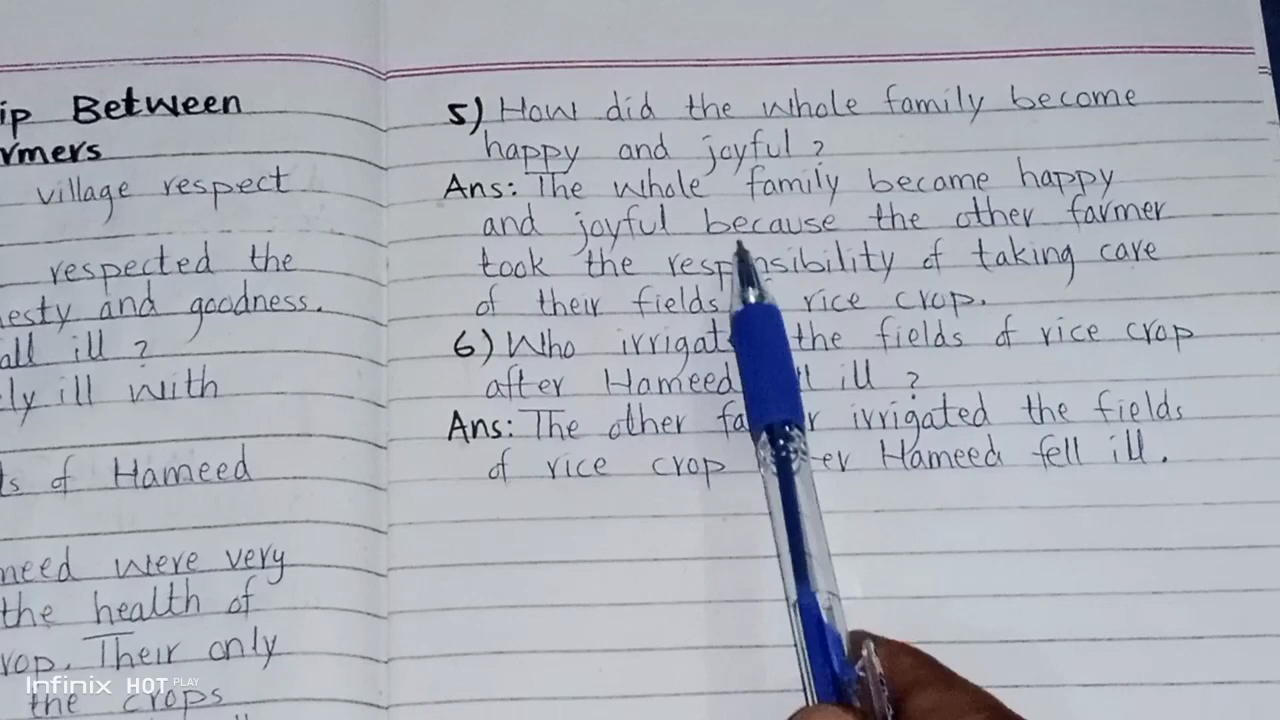 ip Between
rmers
village respect
respected the
esty and goodness.
all ill ?
ly ill with
ls of Hameed
meed were very
the health of
rop. Their only
the crops
5) How did the whole family become
happy and joyful ?
Ans: The whole family became happy
and joyful because the other farmer
took the responsibility of taking care
of their fields rice crop.
6) Who irrigat the fields of rice crop
after Hameed ill ?
Ans: The other fa r irrigated the fields
of rice crop ter Hameed fell ill.
Infinix HOT PLAY